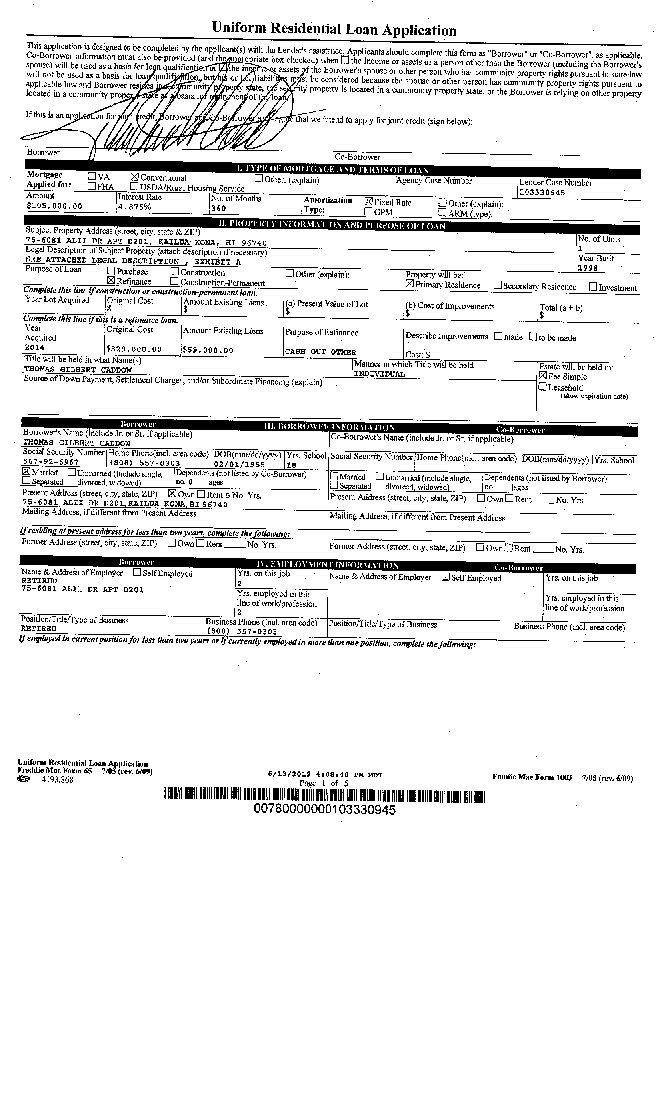 Uniform Residential Loan Application
This application is designed to be completed by the applicant(s) with the Lender's assistance. Applicants should complete this form as "Borrower" or "Co-Borrower", as applicable.
Co-Borrower information must also be provided (and the appropriate box checked) when the income or assets of a person other than the Borrower (including the Borrower's
spouse) will be used as a basis for loan qualification or the income or assets of the Borrower's spouse or other person who has community property rights pursuant to state law
will not be used as a basis for loan qualification, but his or her liabilities must be considered because the spouse or other person has community property rights pursuant to
applicable law and Borrower resides in a community property state, the security property is located in a community property state, or the Borrower is relying on other property
located in a community property state as a basis for repayment of the loan.
If this is an application for joint credit, Borrower and Co-Borrower each agree that we intend to apply for joint credit (sign below):
Borrower Co-Borrower
I. TYPE OF MORTGAGE AND TERMS OF LOAN
Mortgage Applied for: VA Conventional Other (explain) Agency Case Number Lender Case Number
FHA USDA/Rural Housing Service 103330945
Amount Interest Rate No. of Months Amortization Type: Fixed Rate Other (explain):
$105,000.00 4.875% 360 GPM ARM (type):
II. PROPERTY INFORMATION AND PURPOSE OF LOAN
Subject Property Address (street, city, state & ZIP) No. of Units
75-6081 ALII DR APT D201, KAILUA KONA, HI 96740 1
Legal Description of Subject Property (attach description if necessary) Year Built
SEE ATTACHED LEGAL DESCRIPTION , EXHIBIT A 1998
Purpose of Loan Purchase Construction Other (explain): Property will be:
Refinance Construction-Permanent Primary Residence Secondary Residence Investment
Complete this line if construction or construction-permanent loan.
Year Lot Acquired Original Cost Amount Existing Liens (a) Present Value of Lot (b) Cost of Improvements Total (a + b)
$ $ $ $ $
Complete this line if this is a refinance loan.
Year Acquired Original Cost Amount Existing Liens Purpose of Refinance Describe Improvements made to be made
2014 $329,000.00 $59,000.00 CASH OUT OTHER Cost: $
Title will be held in what Name(s) Manner in which Title will be held Estate will be held in:
THOMAS GILBERT CADDOW INDIVIDUAL Fee Simple
Source of Down Payment, Settlement Charges, and/or Subordinate Financing (explain) Leasehold
(show expiration date)
Borrower III. BORROWER INFORMATION Co-Borrower
Borrower's Name (include Jr. or Sr. if applicable) Co-Borrower's Name (include Jr. or Sr. if applicable)
THOMAS GILBERT CADDOW
Social Security Number Home Phone (incl. area code) DOB (mm/dd/yyyy) Yrs. School Social Security Number Home Phone (incl. area code) DOB (mm/dd/yyyy) Yrs. School
(808) 557-0303 18
Married Unmarried (include single, Dependents (not listed by Co-Borrower) Married Unmarried (include single, Dependents (not listed by Borrower)
Separated divorced, widowed) no. 0 ages Separated divorced, widowed) no. ages
Present Address (street, city, state, ZIP) Own Rent No. Yrs. Present Address (street, city, state, ZIP) Own Rent No. Yrs.
75-6081 ALII DR D201, KAILUA KONA, HI 96740
Mailing Address, if different from Present Address Mailing Address, if different from Present Address
If residing at present address for less than two years, complete the following:
Former Address (street, city, state, ZIP) Own Rent No. Yrs. Former Address (street, city, state, ZIP) Own Rent No. Yrs.
Borrower IV. EMPLOYMENT INFORMATION Co-Borrower
Name & Address of Employer Self Employed Yrs. on this job Name & Address of Employer Self Employed Yrs. on this job
RETIRED 2
75-6081 ALII DR APT D201 Yrs. employed in this line of work/profession Yrs. employed in this line of work/profession
2
Position/Title/Type of Business Business Phone (incl. area code) Position/Title/Type of Business Business Phone (incl. area code)
RETIRED (808) 557-0303
If employed in current position for less than two years or if currently employed in more than one position, complete the following:
Uniform Residential Loan Application
Freddie Mac Form 65 7/05 (rev. 6/09) Fannie Mae Form 1003 7/05 (rev. 6/09)
Page 1 of 5
00780000000103330945